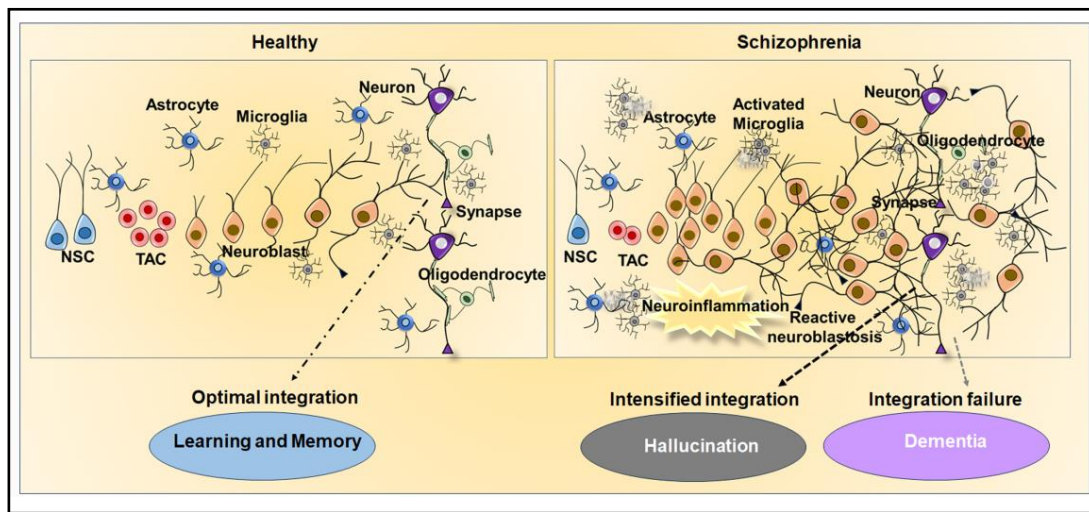 Healthy
Neuron
Astrocyte
Microglia
Synapse
NSC
TAC
Neuroblast
Oligodendrocyte
Optimal integration
Learning and Memory
Schizophrenia
Neuron
Activated
Microglia
Astrocyte
Oligodendrocyte
Synapse
NSC
TAC
Neuroinflammation
Reactive
neuroblastosis
Intensified integration
Hallucination
Integration failure
Dementia